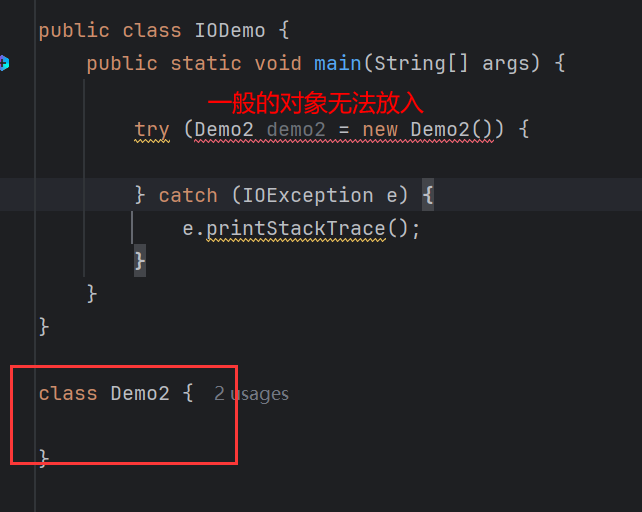 public class IODemo {
public static void main(String[] args) {
一般的对象无法放入
try (Demo2 demo2 = new Demo2()) {
} catch (IOException e) {
e.printStackTrace();
}
}
}
class Demo2 { 2 usages
}